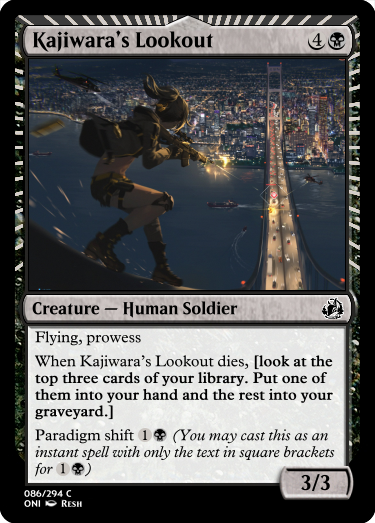 Kajiwara's Lookout 4
Creature — Human Soldier
Flying, prowess
When Kajiwara's Lookout dies, [look at the
top three cards of your library. Put one of
them into your hand and the rest into your
graveyard.]
Paradigm shift 1 (You may cast this as an
instant spell with only the text in square brackets
for 1)
3/3
086/294 C
ONI RESH